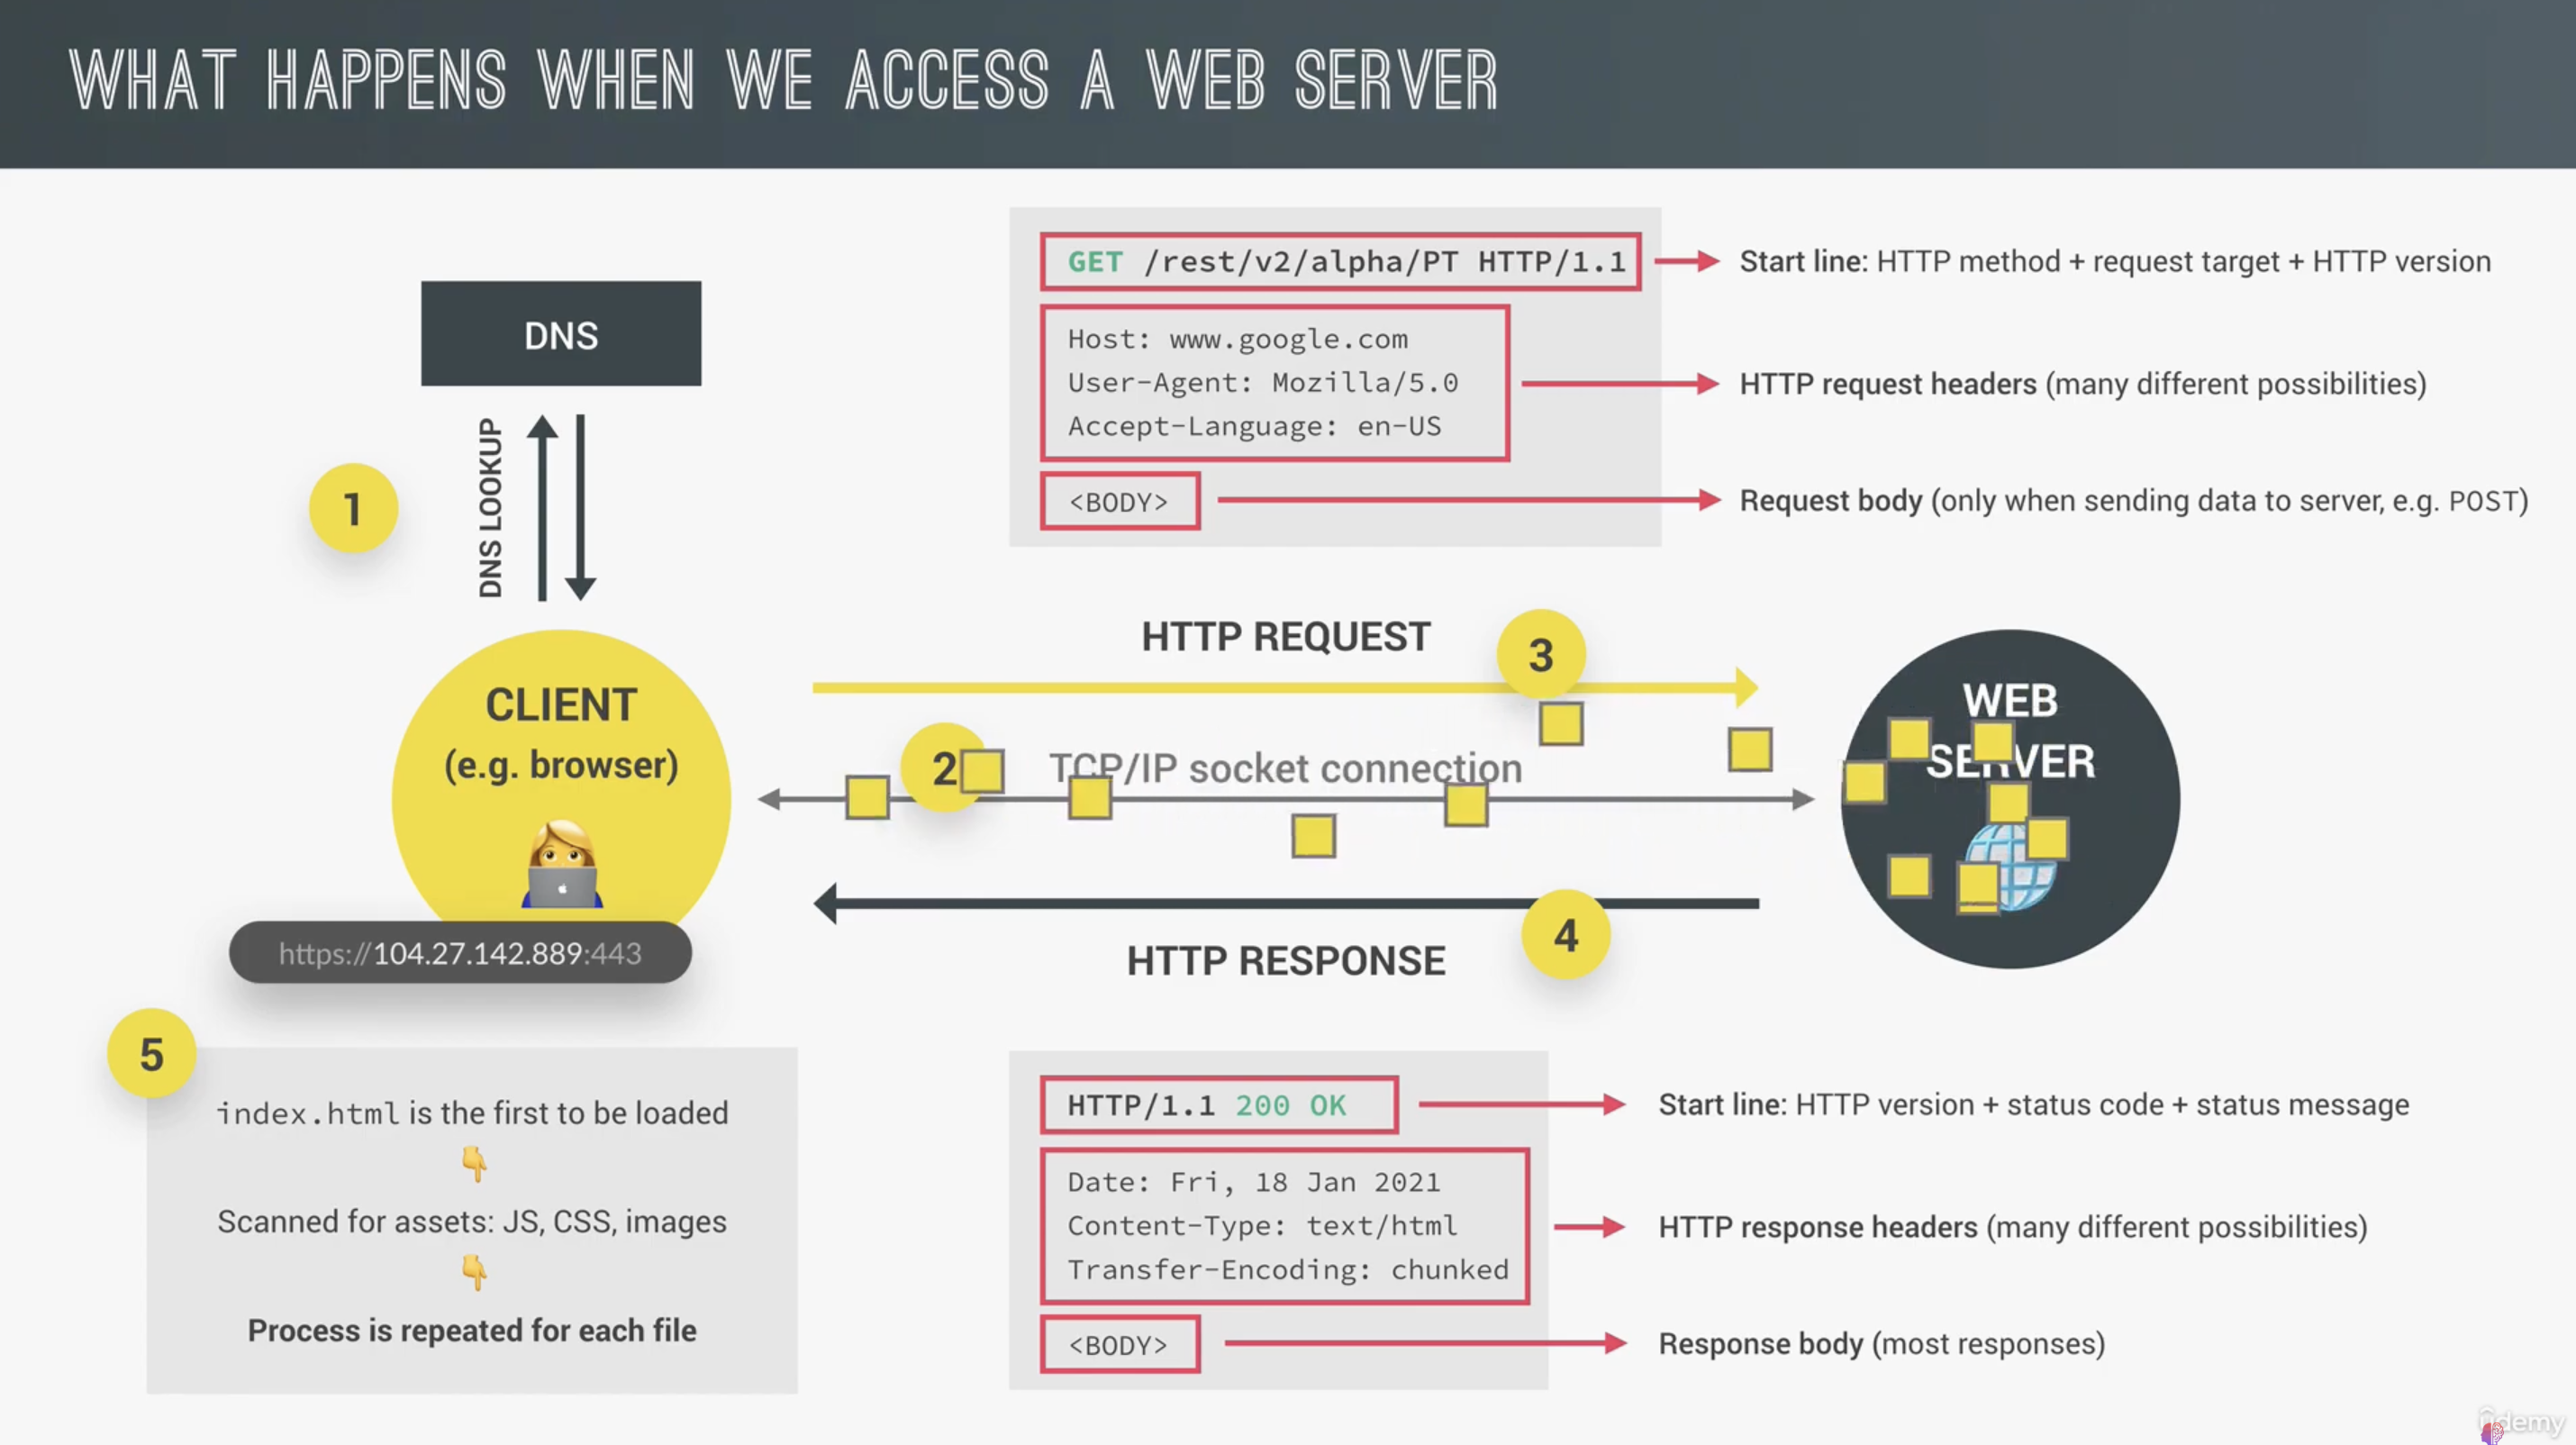 WHAT HAPPENS WHEN WE ACCESS A WEB SERVER
GET /rest/v2/alpha/PT HTTP/1.1
Start line: HTTP method + request target + HTTP version
Host: www.google.com
User-Agent: Mozilla/5.0
Accept-Language: en-US
HTTP request headers (many different possibilities)
<BODY>
Request body (only when sending data to server, e.g. POST)
DNS
DNS LOOKUP
1
HTTP REQUEST
3
CLIENT
(e.g. browser)
2
TCP/IP socket connection
WEB
SERVER
https://104.27.142.889:443
4
HTTP RESPONSE
5
index.html is the first to be loaded
Scanned for assets: JS, CSS, images
Process is repeated for each file
HTTP/1.1 200 OK
Start line: HTTP version + status code + status message
Date: Fri, 18 Jan 2021
Content-Type: text/html
Transfer-Encoding: chunked
HTTP response headers (many different possibilities)
<BODY>
Response body (most responses)
ûdemy